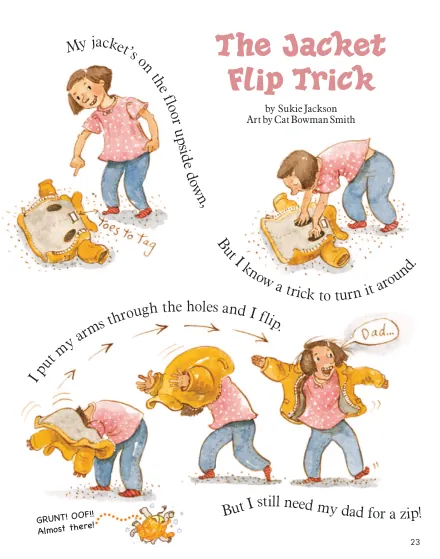 The Jacket
Flip Trick
by Sukie Jackson
Art by Cat Bowman Smith
My jacket's on the floor upside down,
toes to tag
But I know a trick to turn it around.
I put my arms through the holes and I flip.
Dad...
GRUNT! OOF!!
Almost there!
But I still need my dad for a zip!
23